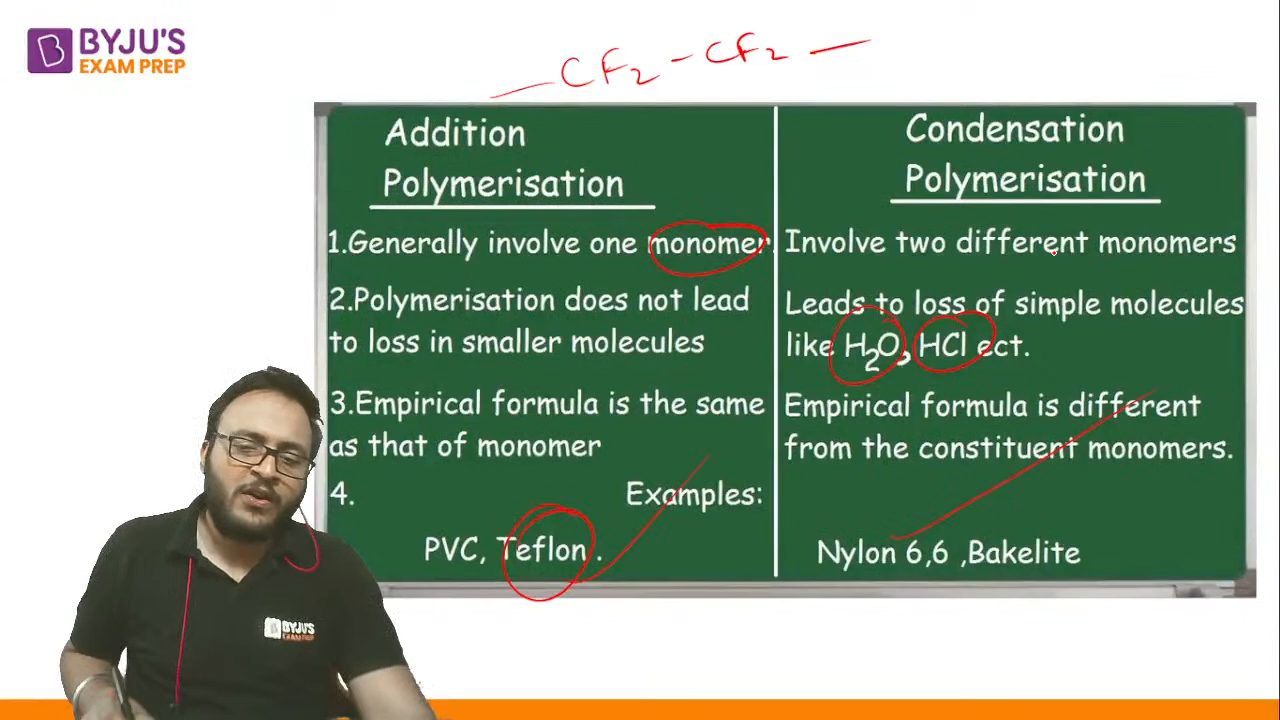 BYJU'S
EXAM PREP
—CF2-CF2—
Addition
Polymerisation
1.Generally involve one monomer.
2.Polymerisation does not lead
to loss in smaller molecules
3.Empirical formula is the same
as that of monomer
4. Examples:
PVC, Teflon .
Condensation
Polymerisation
Involve two different monomers
Leads to loss of simple molecules
like H2O, HCl ect.
Empirical formula is different
from the constituent monomers.
Nylon 6,6 ,Bakelite
BYJU'S
EXAM PREP